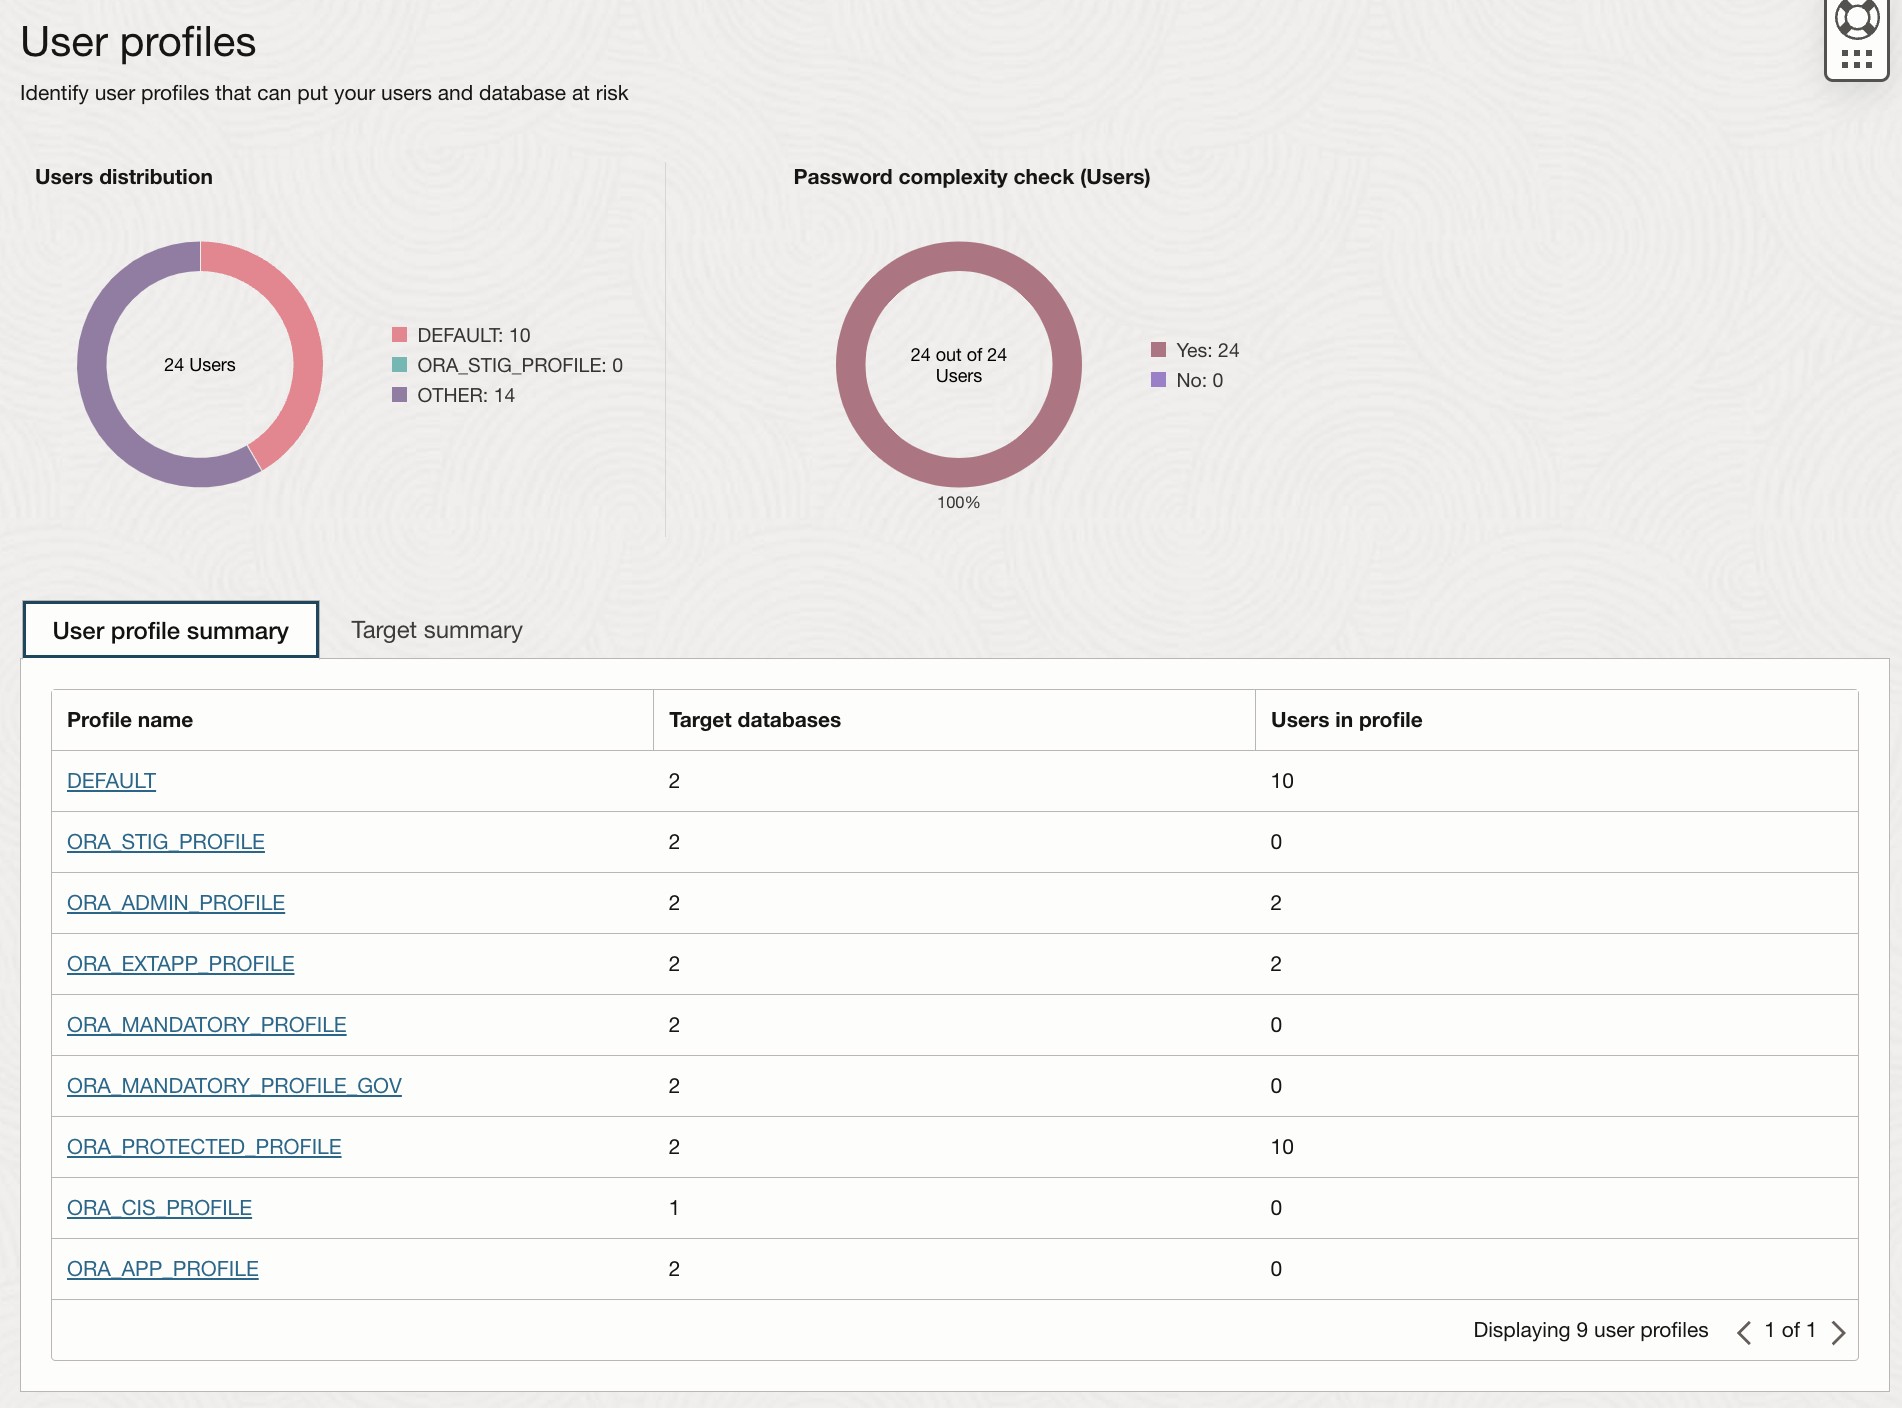 User profiles
Identify user profiles that can put your users and database at risk
Users distribution
24 Users
DEFAULT: 10
ORA_STIG_PROFILE: 0
OTHER: 14
Password complexity check (Users)
24 out of 24
Users
100%
Yes: 24
No: 0
User profile summary
Target summary
Profile name Target databases Users in profile
DEFAULT 2 10
ORA_STIG_PROFILE 2 0
ORA_ADMIN_PROFILE 2 2
ORA_EXTAPP_PROFILE 2 2
ORA_MANDATORY_PROFILE 2 0
ORA_MANDATORY_PROFILE_GOV 2 0
ORA_PROTECTED_PROFILE 2 10
ORA_CIS_PROFILE 1 0
ORA_APP_PROFILE 2 0
Displaying 9 user profiles 1 of 1